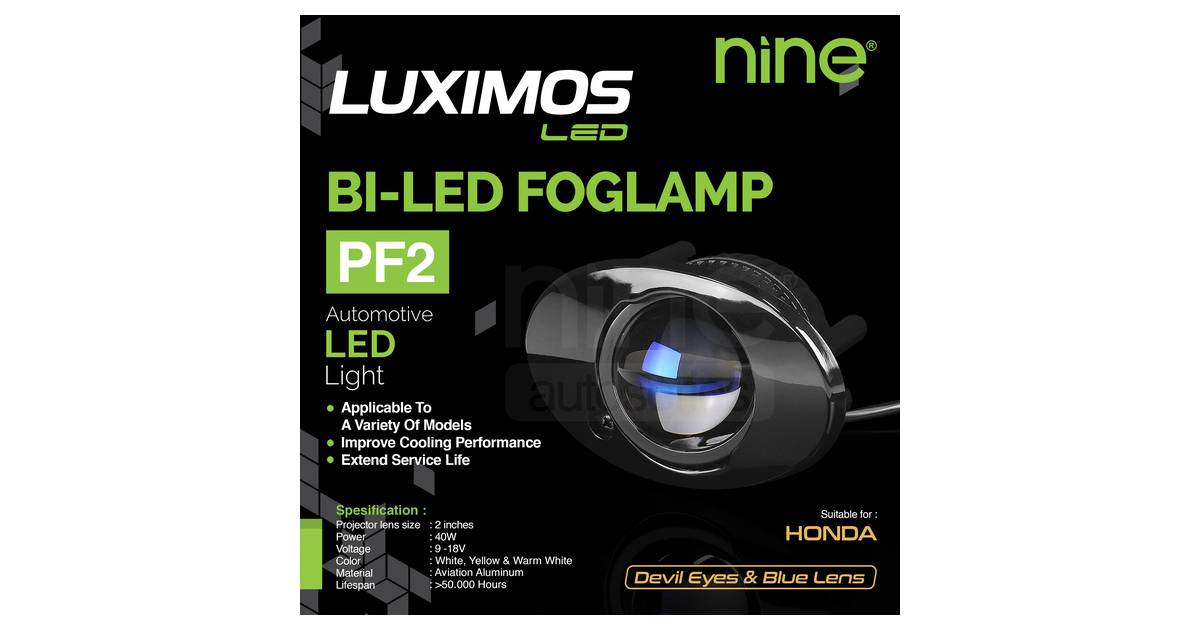 nine®
LUXIMOS
LED
BI-LED FOGLAMP
PF2
Automotive
LED
Light
• Applicable To
A Variety Of Models
• Improve Cooling Performance
• Extend Service Life
nine
autosories
Spesification :
Projector lens size : 2 inches
Power : 40W
Voltage : 9 -18V
Color : White, Yellow & Warm White
Material : Aviation Aluminum
Lifespan : >50.000 Hours
Suitable for :
HONDA
Devil Eyes & Blue Lens